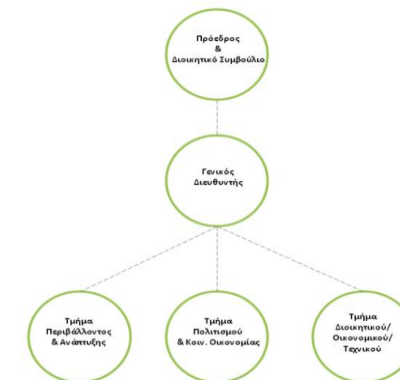 Πρόεδρος
&
Διοικητικό Συμβούλιο
Γενικός
Διευθυντής
Τμήμα
Περιβάλλοντος
& Ανάπτυξης
Τμήμα
Πολιτισμού
& Κοιν. Οικονομίας
Τμήμα
Διοικητικού/
Οικονομικού/
Τεχνικού